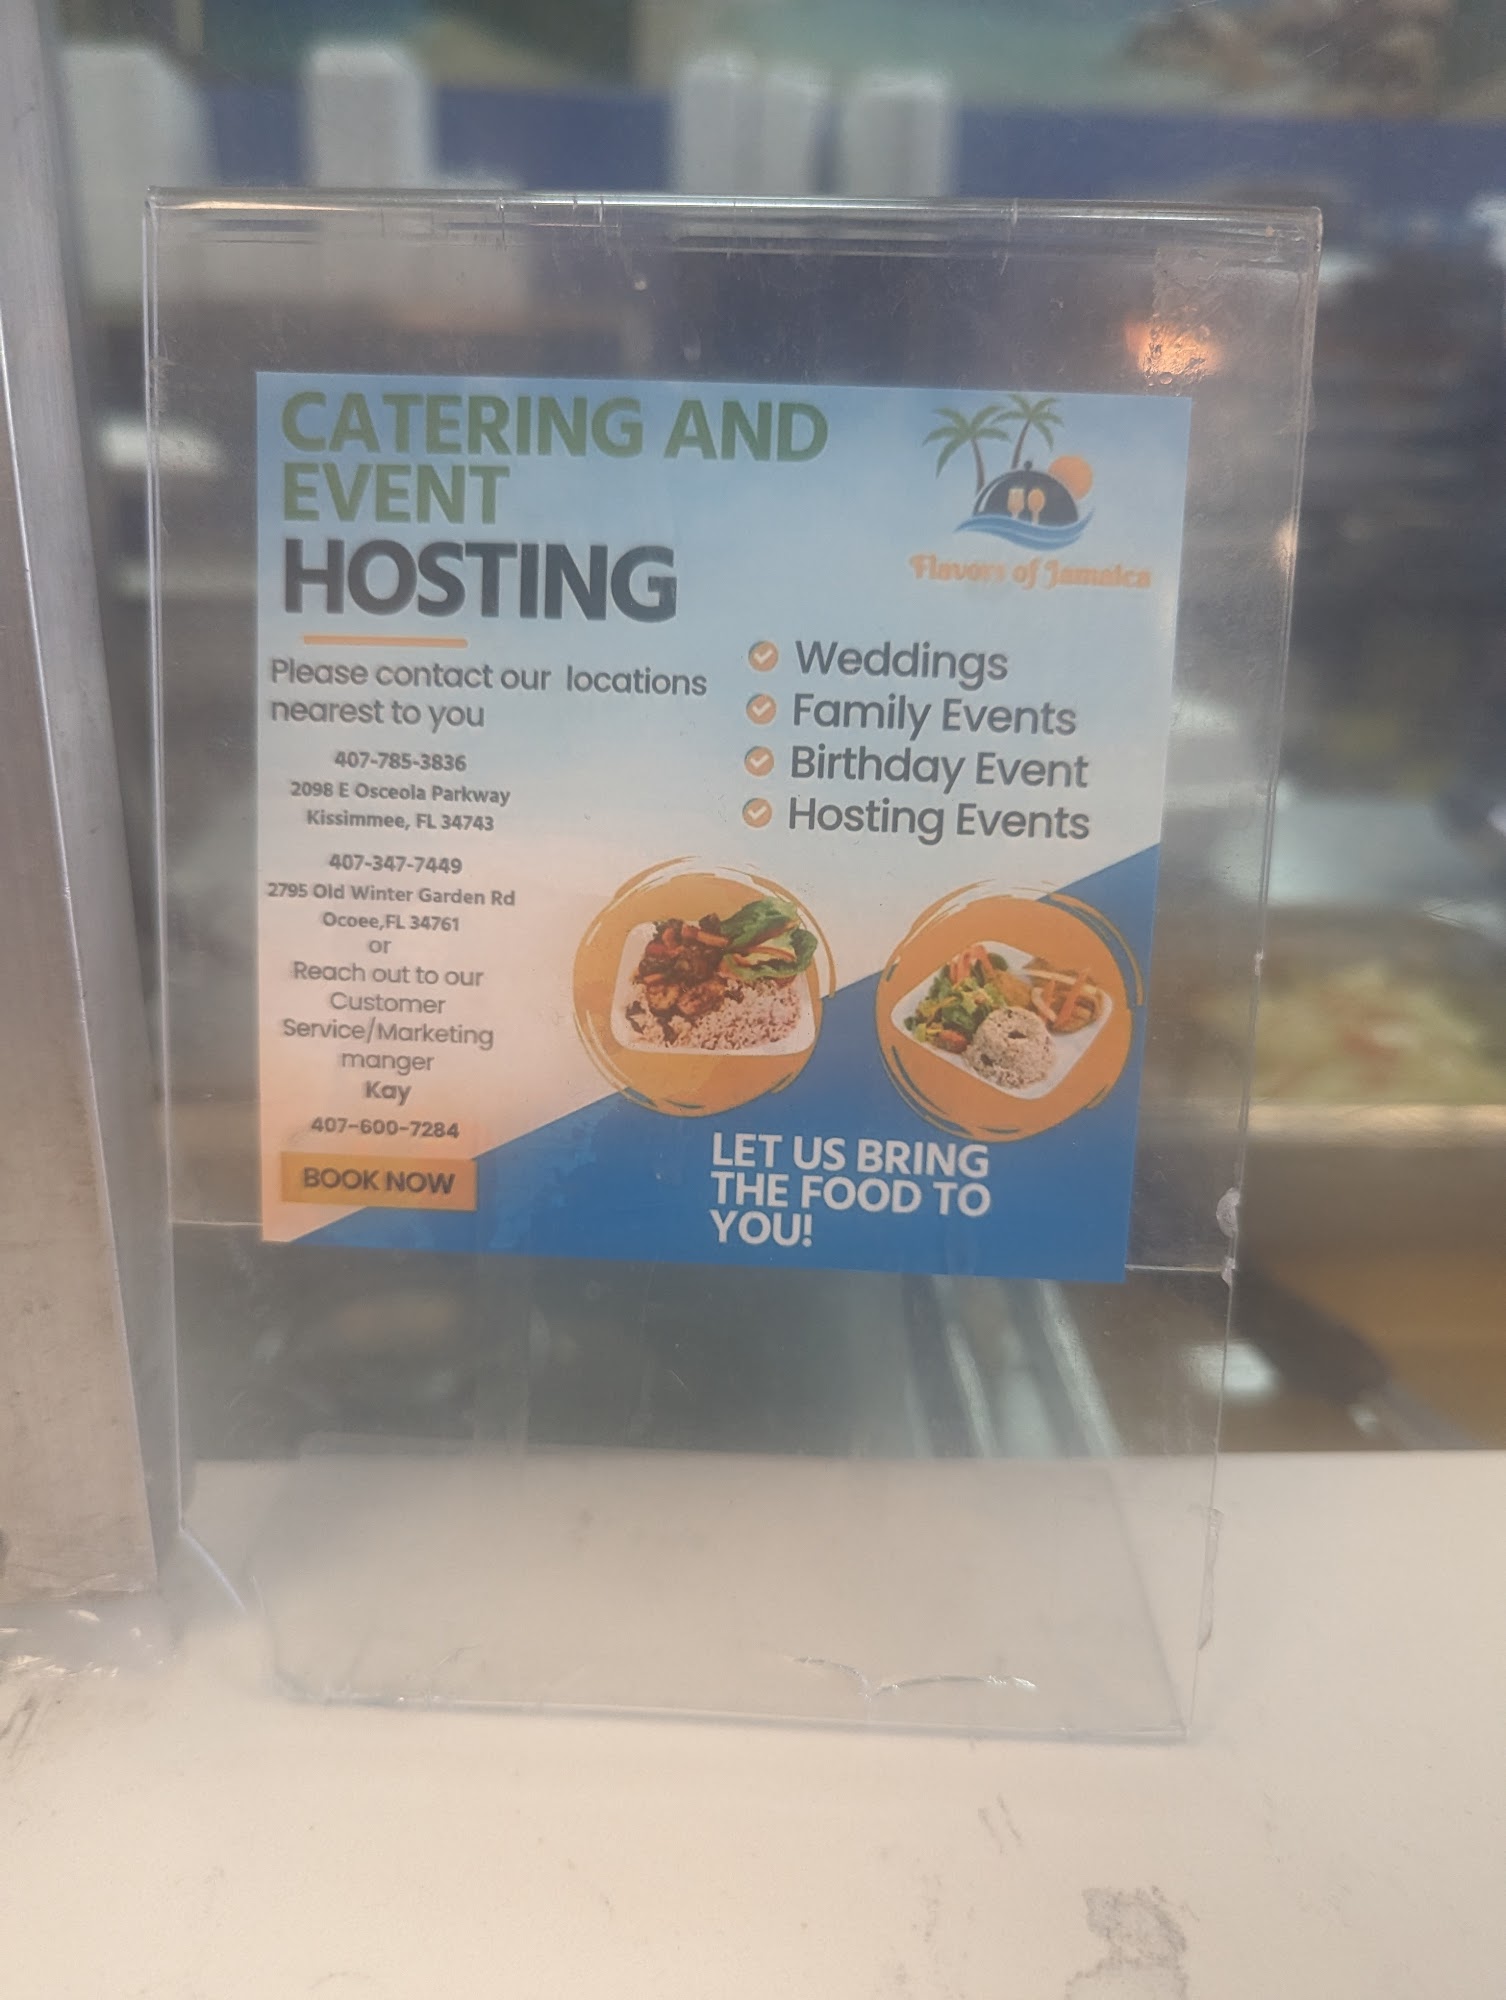 CATERING AND
EVENT
HOSTING
Please contact our locations
nearest to you
407-785-3836
2098 E Osceola Parkway
Kissimmee, FL 34743
407-347-7449
2795 Old Winter Garden Rd
Ocoee,FL 34761
or
Reach out to our
Customer
Service/Marketing
manger
Kay
407-600-7284
BOOK NOW
Flavors of Jamaica
Weddings
Family Events
Birthday Event
Hosting Events
LET US BRING
THE FOOD TO
YOU!